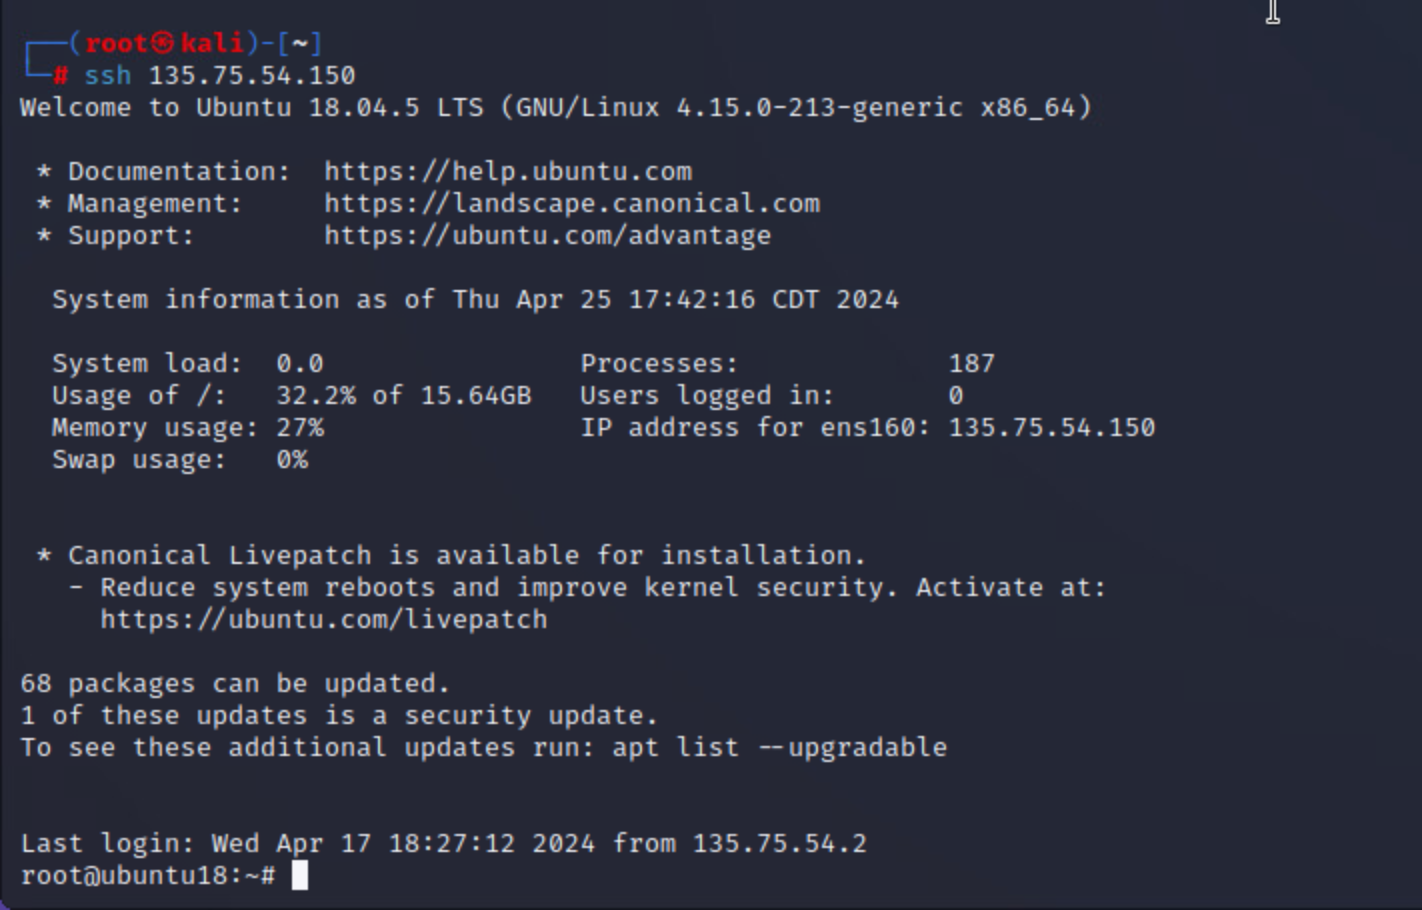 ┌──(root㉿kali)-[~]
└─# ssh 135.75.54.150
Welcome to Ubuntu 18.04.5 LTS (GNU/Linux 4.15.0-213-generic x86_64)

 * Documentation:  https://help.ubuntu.com
 * Management:     https://landscape.canonical.com
 * Support:        https://ubuntu.com/advantage

  System information as of Thu Apr 25 17:42:16 CDT 2024

  System load:  0.0                Processes:             187
  Usage of /:   32.2% of 15.64GB   Users logged in:       0
  Memory usage: 27%                IP address for ens160: 135.75.54.150
  Swap usage:   0%

 * Canonical Livepatch is available for installation.
   - Reduce system reboots and improve kernel security. Activate at:
     https://ubuntu.com/livepatch

68 packages can be updated.
1 of these updates is a security update.
To see these additional updates run: apt list --upgradable

Last login: Wed Apr 17 18:27:12 2024 from 135.75.54.2
root@ubuntu18:~#